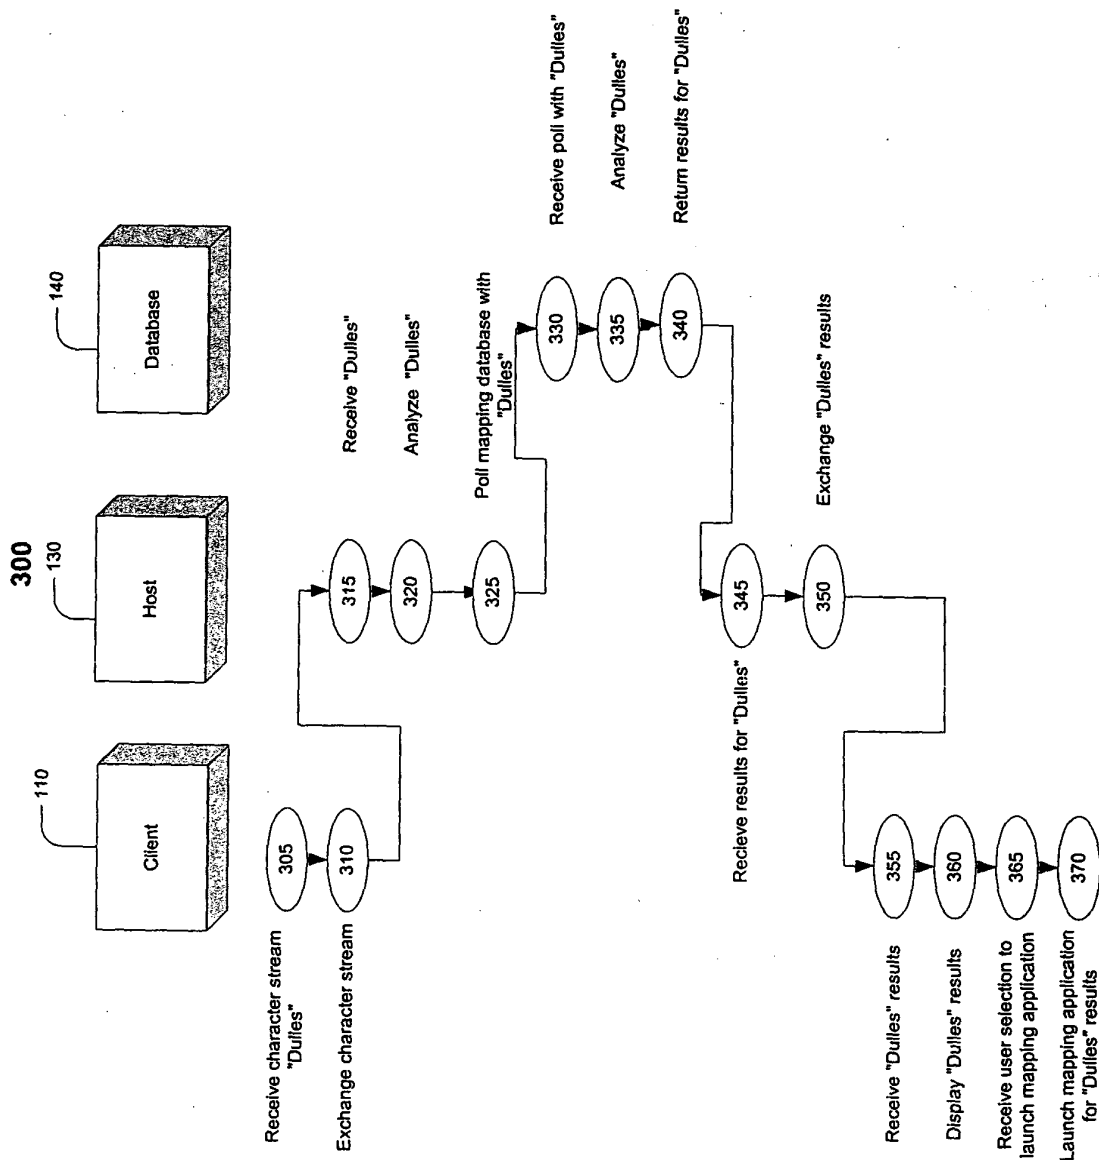 300
110
130
140
Client
Host
Database
Receive character stream
"Dulles"
305
Exchange character stream
310
315
Receive "Dulles"
320
Analyze "Dulles"
325
Poll mapping database with
"Dulles"
330
Receive poll with "Dulles"
335
Analyze "Dulles"
340
Return results for "Dulles"
Recieve results for "Dulles"
345
350
Exchange "Dulles" results
Receive "Dulles" results
355
Display "Dulles" results
360
Receive user selection to
launch mapping application
365
Launch mapping application
for "Dulles" results
370